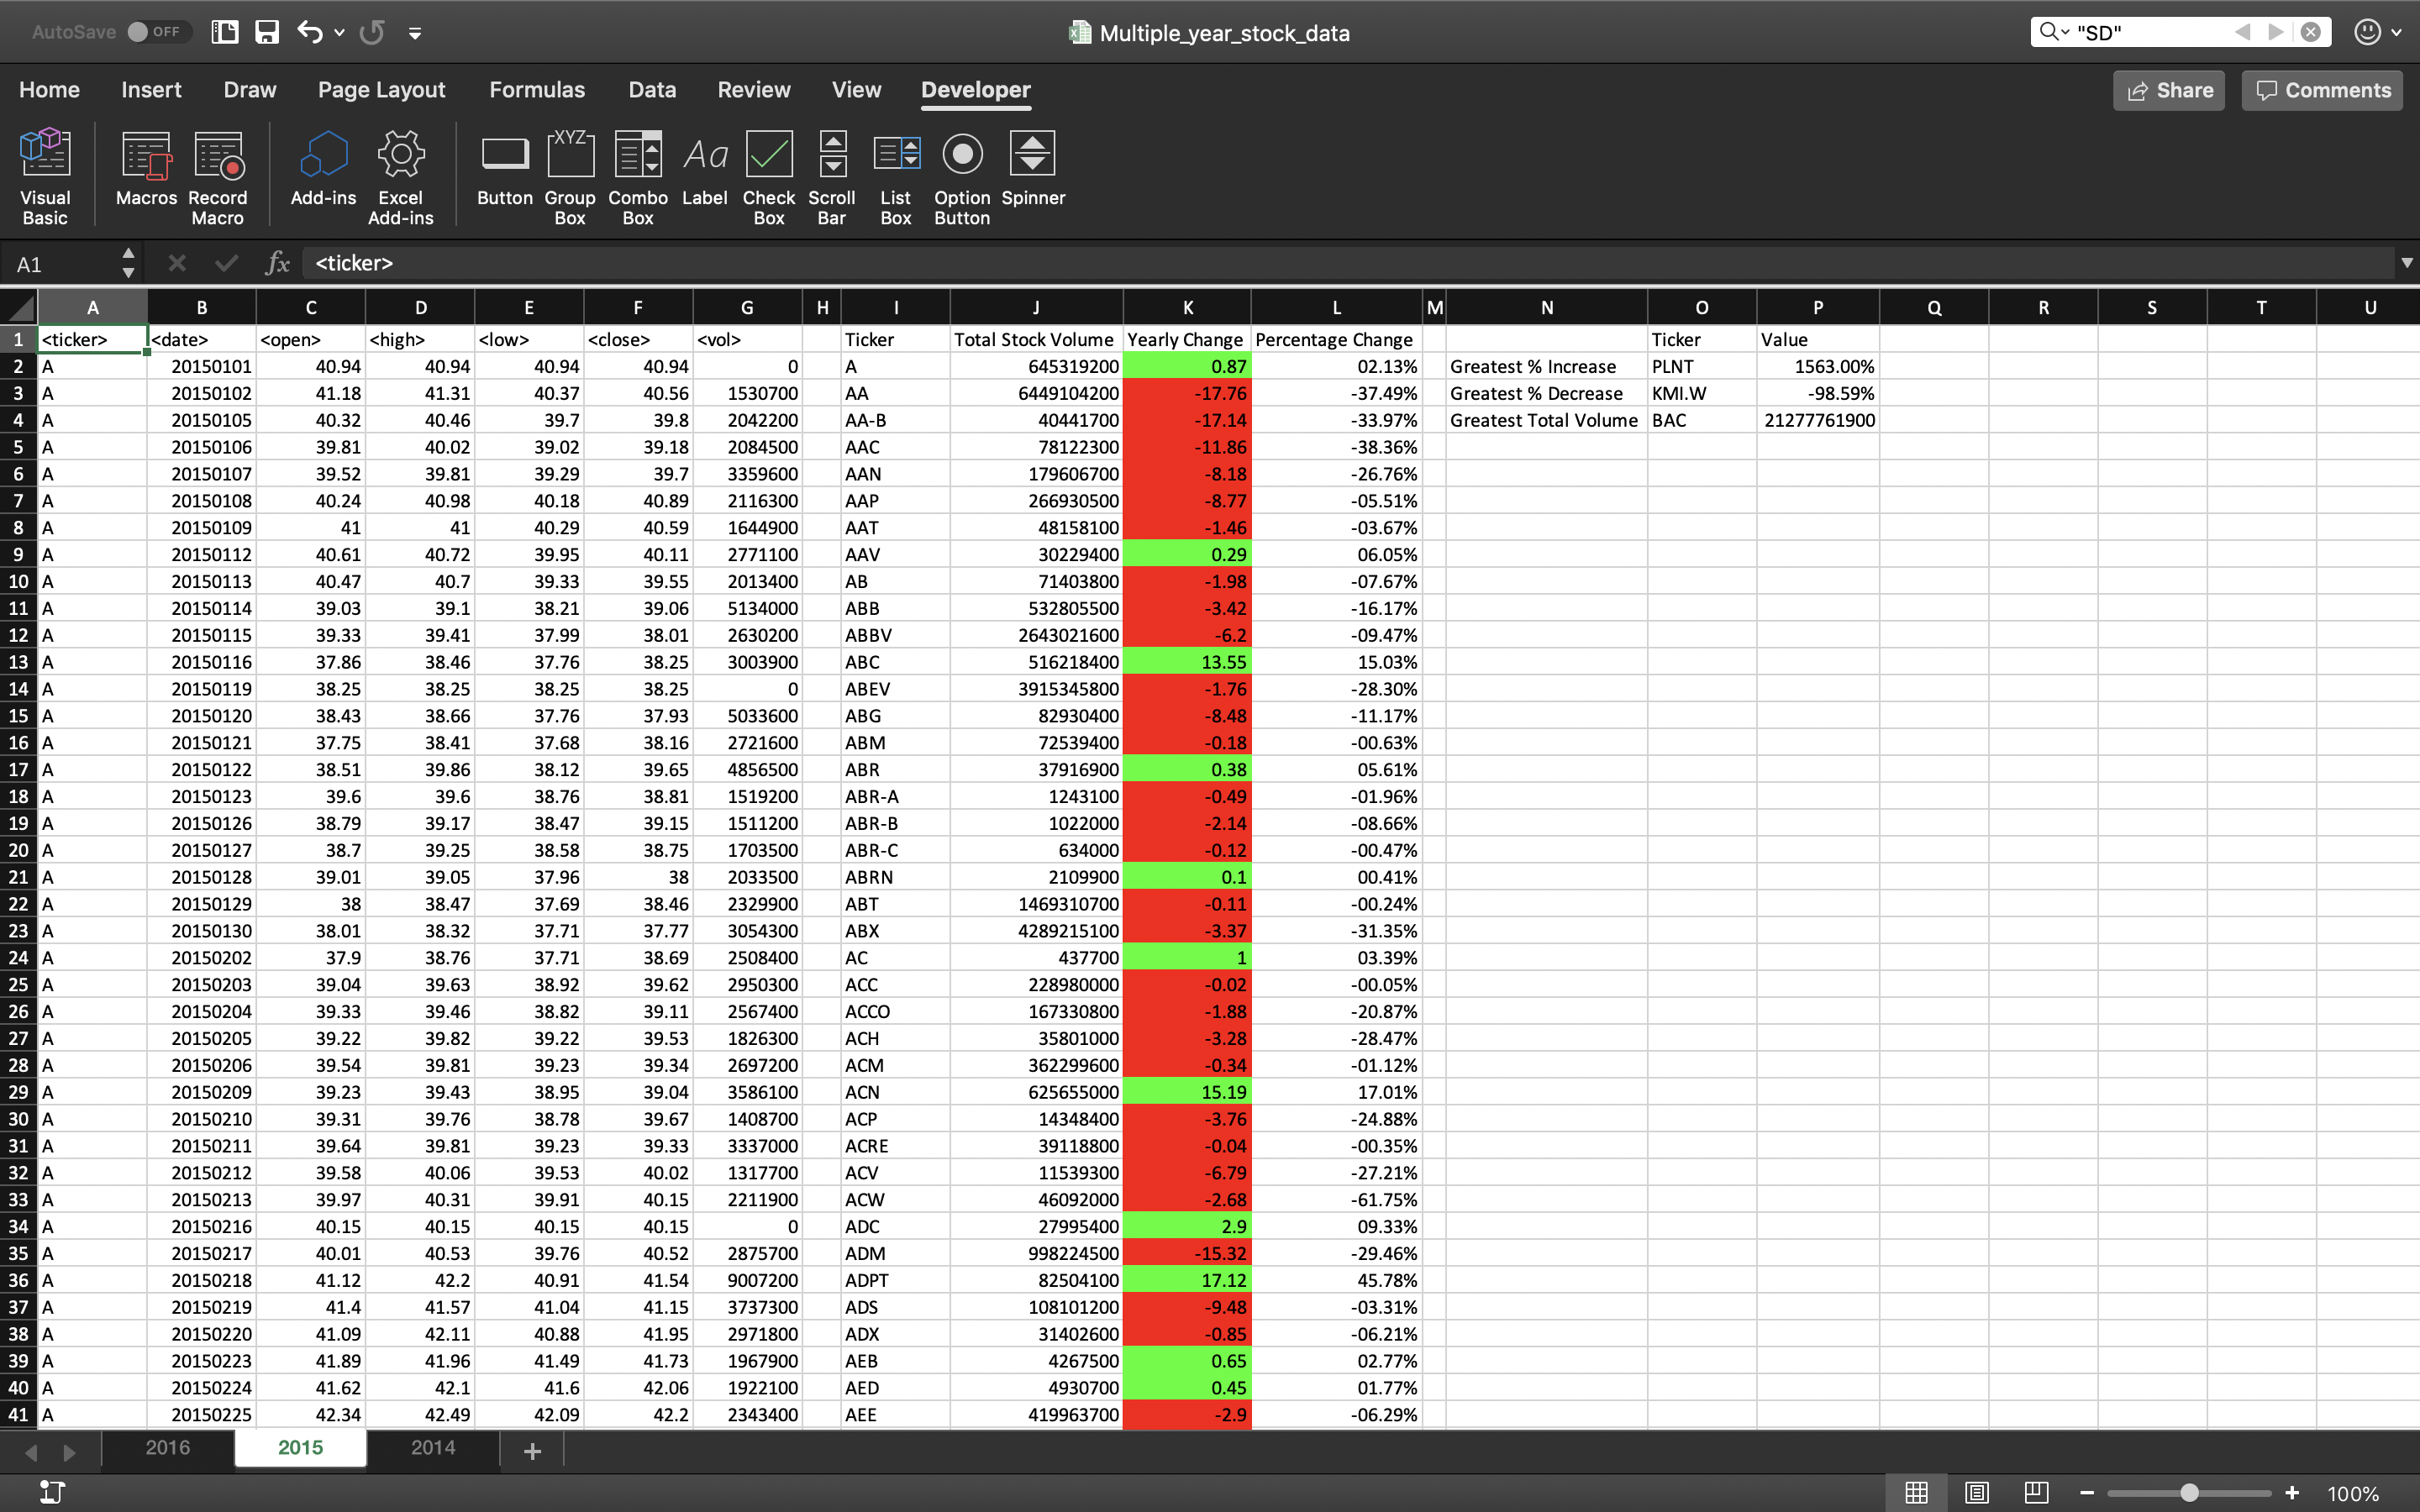 AutoSave OFF Multiple_year_stock_data "SD"
Home Insert Draw Page Layout Formulas Data Review View Developer Share Comments
Visual Basic Macros Record Macro Add-ins Excel Add-ins Button Group Box Combo Box Label Check Box Scroll Bar List Box Option Button Spinner
A1 fx <ticker>
A B C D E F G H I J K L M N O P Q R S T U
1 <ticker> <date> <open> <high> <low> <close> <vol> Ticker Total Stock Volume Yearly Change Percentage Change Ticker Value
2 A 20150101 40.94 40.94 40.94 40.94 0 A 645319200 0.87 02.13% Greatest % Increase PLNT 1563.00%
3 A 20150102 41.18 41.31 40.37 40.56 1530700 AA 6449104200 -17.76 -37.49% Greatest % Decrease KMI.W -98.59%
4 A 20150105 40.32 40.46 39.7 39.8 2042200 AA-B 40441700 -17.14 -33.97% Greatest Total Volume BAC 21277761900
5 A 20150106 39.81 40.02 39.02 39.18 2084500 AAC 78122300 -11.86 -38.36%
6 A 20150107 39.52 39.81 39.29 39.7 3359600 AAN 179606700 -8.18 -26.76%
7 A 20150108 40.24 40.98 40.18 40.89 2116300 AAP 266930500 -8.77 -05.51%
8 A 20150109 41 41 40.29 40.59 1644900 AAT 48158100 -1.46 -03.67%
9 A 20150112 40.61 40.72 39.95 40.11 2771100 AAV 30229400 0.29 06.05%
10 A 20150113 40.47 40.7 39.33 39.55 2013400 AB 71403800 -1.98 -07.67%
11 A 20150114 39.03 39.1 38.21 39.06 5134000 ABB 532805500 -3.42 -16.17%
12 A 20150115 39.33 39.41 37.99 38.01 2630200 ABBV 2643021600 -6.2 -09.47%
13 A 20150116 37.86 38.46 37.76 38.25 3003900 ABC 516218400 13.55 15.03%
14 A 20150119 38.25 38.25 38.25 38.25 0 ABEV 3915345800 -1.76 -28.30%
15 A 20150120 38.43 38.66 37.76 37.93 5033600 ABG 82930400 -8.48 -11.17%
16 A 20150121 37.75 38.41 37.68 38.16 2721600 ABM 72539400 -0.18 -00.63%
17 A 20150122 38.51 39.86 38.12 39.65 4856500 ABR 37916900 0.38 05.61%
18 A 20150123 39.6 39.6 38.76 38.81 1519200 ABR-A 1243100 -0.49 -01.96%
19 A 20150126 38.79 39.17 38.47 39.15 1511200 ABR-B 1022000 -2.14 -08.66%
20 A 20150127 38.7 39.25 38.58 38.75 1703500 ABR-C 634000 -0.12 -00.47%
21 A 20150128 39.01 39.05 37.96 38 2033500 ABRN 2109900 0.1 00.41%
22 A 20150129 38 38.47 37.69 38.46 2329900 ABT 1469310700 -0.11 -00.24%
23 A 20150130 38.01 38.32 37.71 37.77 3054300 ABX 4289215100 -3.37 -31.35%
24 A 20150202 37.9 38.76 37.71 38.69 2508400 AC 437700 1 03.39%
25 A 20150203 39.04 39.63 38.92 39.62 2950300 ACC 228980000 -0.02 -00.05%
26 A 20150204 39.33 39.46 38.82 39.11 2567400 ACCO 167330800 -1.88 -20.87%
27 A 20150205 39.22 39.82 39.22 39.53 1826300 ACH 35801000 -3.28 -28.47%
28 A 20150206 39.54 39.81 39.23 39.34 2697200 ACM 362299600 -0.34 -01.12%
29 A 20150209 39.23 39.43 38.95 39.04 3586100 ACN 625655000 15.19 17.01%
30 A 20150210 39.31 39.76 38.78 39.67 1408700 ACP 14348400 -3.76 -24.88%
31 A 20150211 39.64 39.81 39.23 39.33 3337000 ACRE 39118800 -0.04 -00.35%
32 A 20150212 39.58 40.06 39.53 40.02 1317700 ACV 11539300 -6.79 -27.21%
33 A 20150213 39.97 40.31 39.91 40.15 2211900 ACW 46092000 -2.68 -61.75%
34 A 20150216 40.15 40.15 40.15 40.15 0 ADC 27995400 2.9 09.33%
35 A 20150217 40.01 40.53 39.76 40.52 2875700 ADM 998224500 -15.32 -29.46%
36 A 20150218 41.12 42.2 40.91 41.54 9007200 ADPT 82504100 17.12 45.78%
37 A 20150219 41.4 41.57 41.04 41.15 3737300 ADS 108101200 -9.48 -03.31%
38 A 20150220 41.09 42.11 40.88 41.95 2971800 ADX 31402600 -0.85 -06.21%
39 A 20150223 41.89 41.96 41.49 41.73 1967900 AEB 4267500 0.65 02.77%
40 A 20150224 41.62 42.1 41.6 42.06 1922100 AED 4930700 0.45 01.77%
41 A 20150225 42.34 42.49 42.09 42.2 2343400 AEE 419963700 -2.9 -06.29%
2016 2015 2014 +
100%